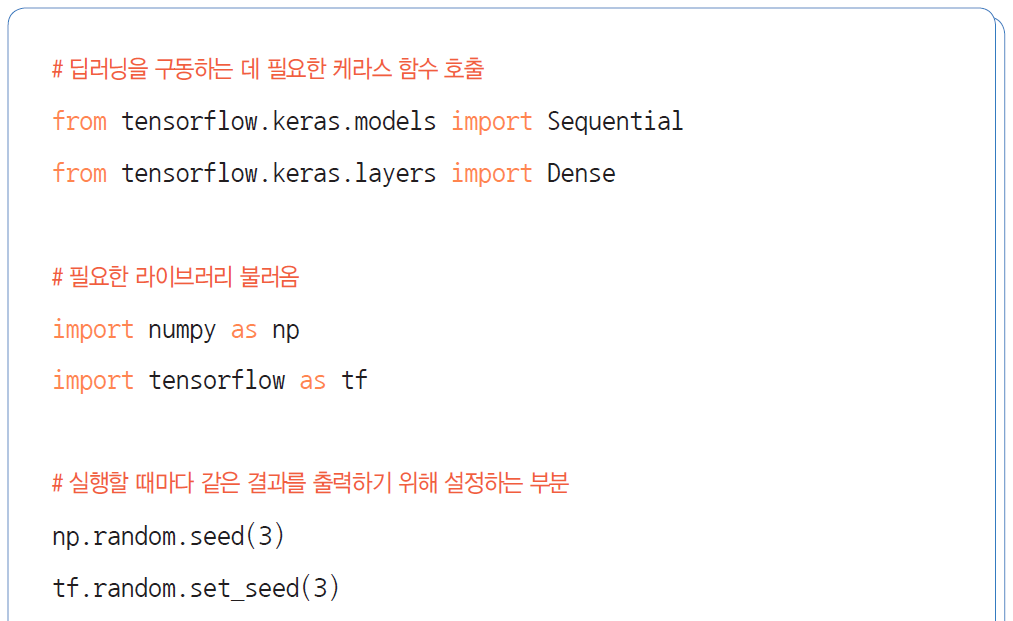 # 딥러닝을 구동하는 데 필요한 케라스 함수 호출
from tensorflow.keras.models import Sequential
from tensorflow.keras.layers import Dense
# 필요한 라이브러리 불러옴
import numpy as np
import tensorflow as tf
# 실행할 때마다 같은 결과를 출력하기 위해 설정하는 부분
np.random.seed(3)
tf.random.set_seed(3)